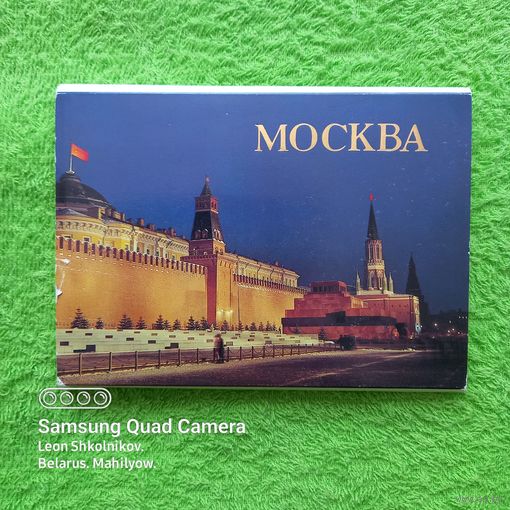 МОСКВА
Samsung Quad Camera
Leon Shkolnikov.
Belarus. Mahilyow.